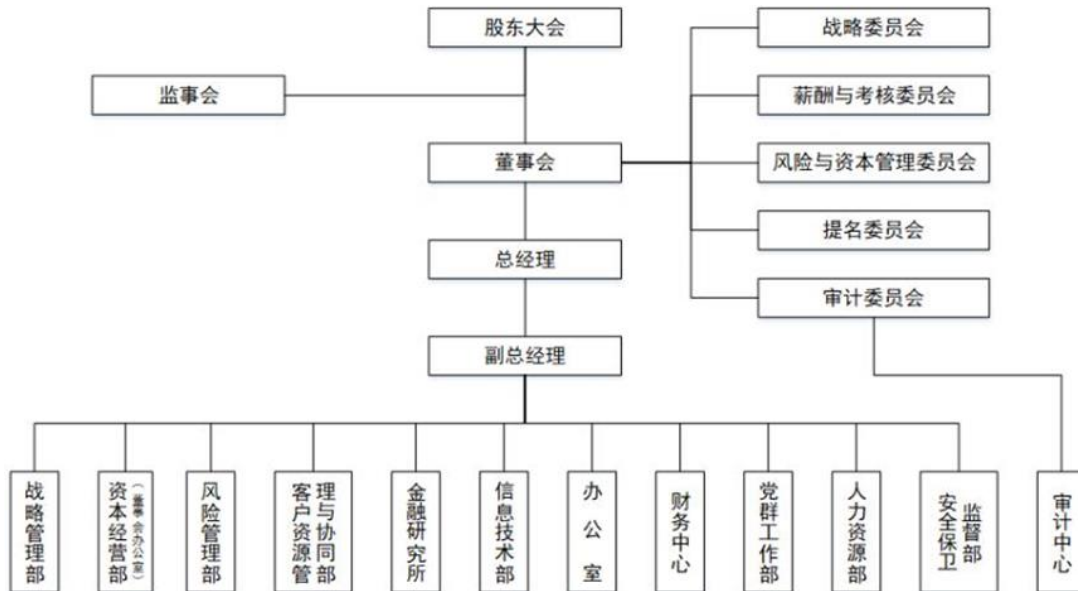 股东大会
战略委员会
监事会
薪酬与考核委员会
董事会
风险与资本管理委员会
提名委员会
总经理
审计委员会
副总经理
战略管理部
资本经营部
（董事会办公室）
风险管理部
客户资源管
理与协同部
金融研究所
信息技术部
办公室
财务中心
党群工作部
人力资源部
安全保卫
监督部
审计中心